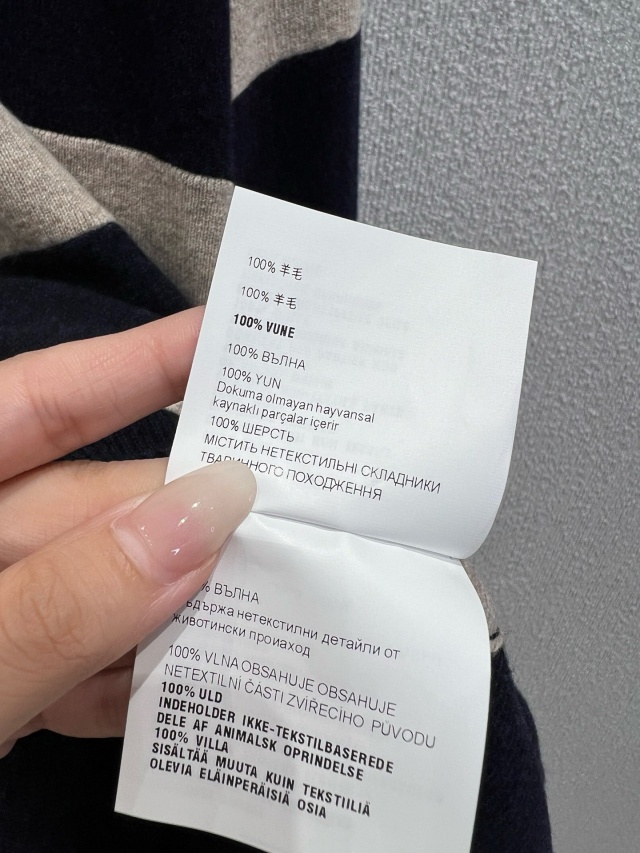 100% 羊毛
100% 羊毛
100% VUNE
100% ВЪЛНА
100% YUN
Dokuma olmayan hayvansal
kaynaklı parçalar içerir
100% ШЕРСТЬ
МІСТИТЬ НЕТЕКСТИЛЬНІ СКЛАДНИКИ
ТВАРИННОГО ПОХОДЖЕННЯ
% ВЪЛНА
нетекстилни детайли от
животински произход
100% VLNA OBSAHUJE OBSAHUJE
NETEXTILNÍ ČÁSTI ZVÍŘECÍHO PŮVODU
100% ULD
INDEHOLDER IKKE-TEKSTILBASEREDE
DELE AF ANIMALSK OPRINDELSE
100% VILLA
SISÄLTÄÄ MUUTA KUIN TEKSTIILIÄ
OLEVIA ELÄINPERÄISIÄ OSIA